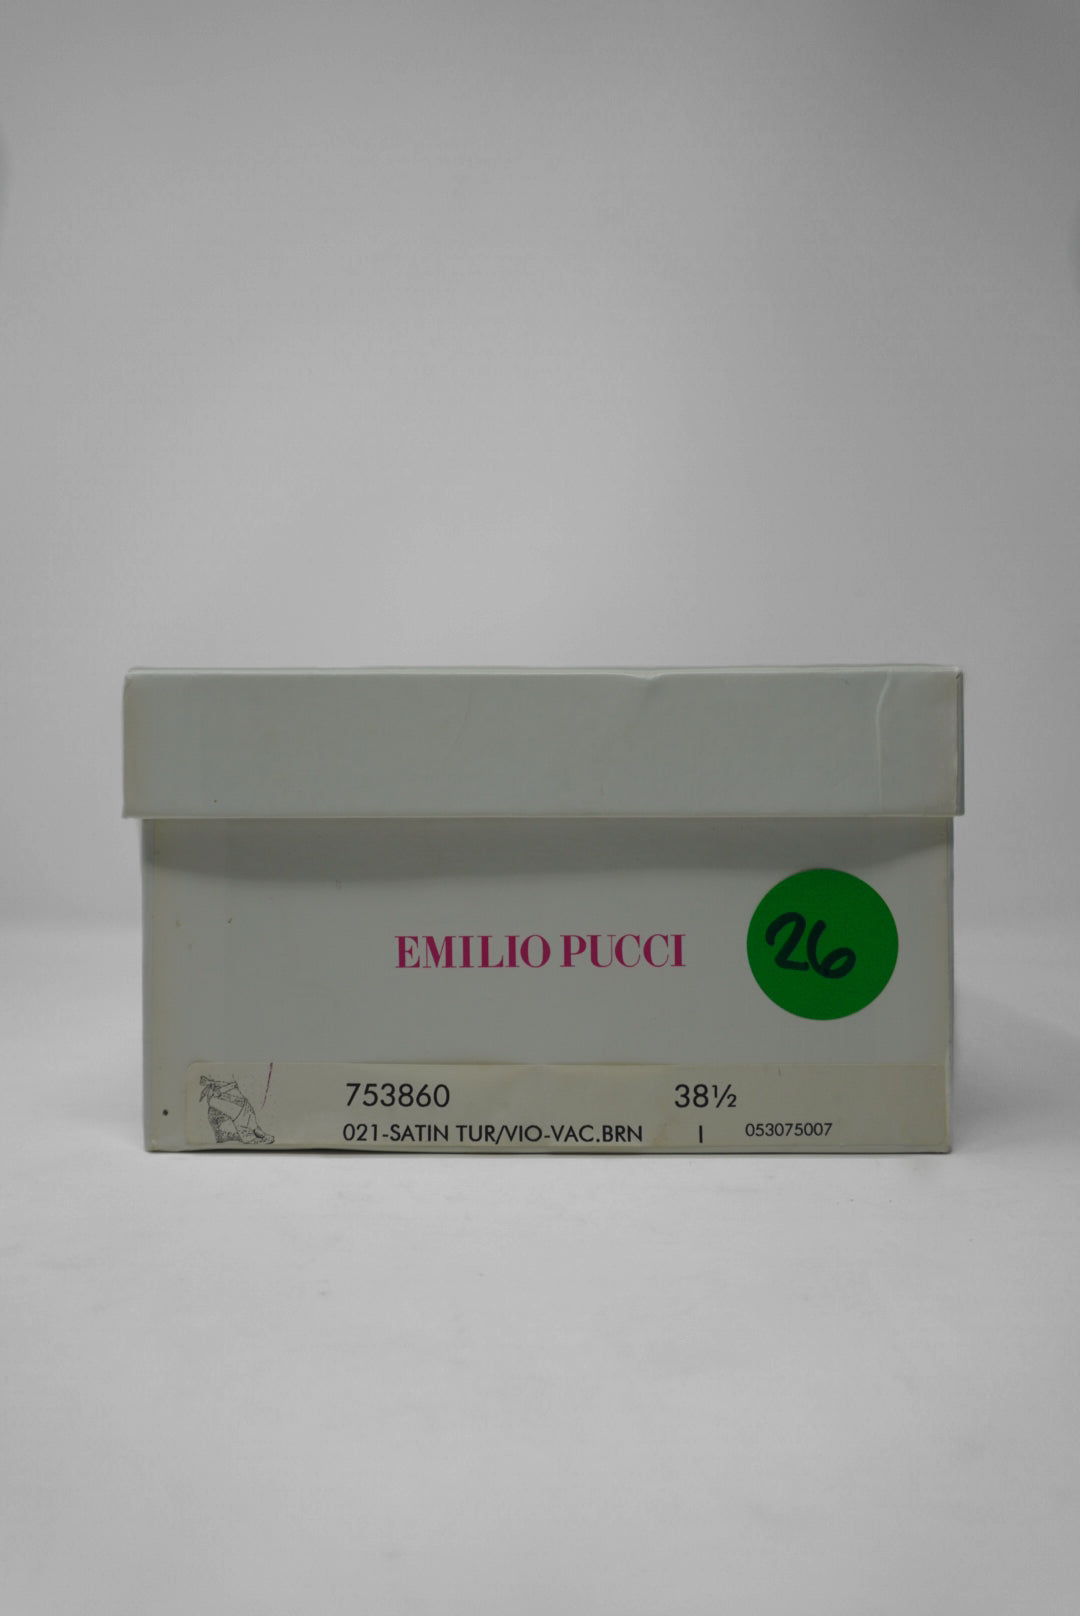 EMILIO PUCCI
26
753860 38½
021-SATIN TUR/VIO-VAC.BRN I 053075007